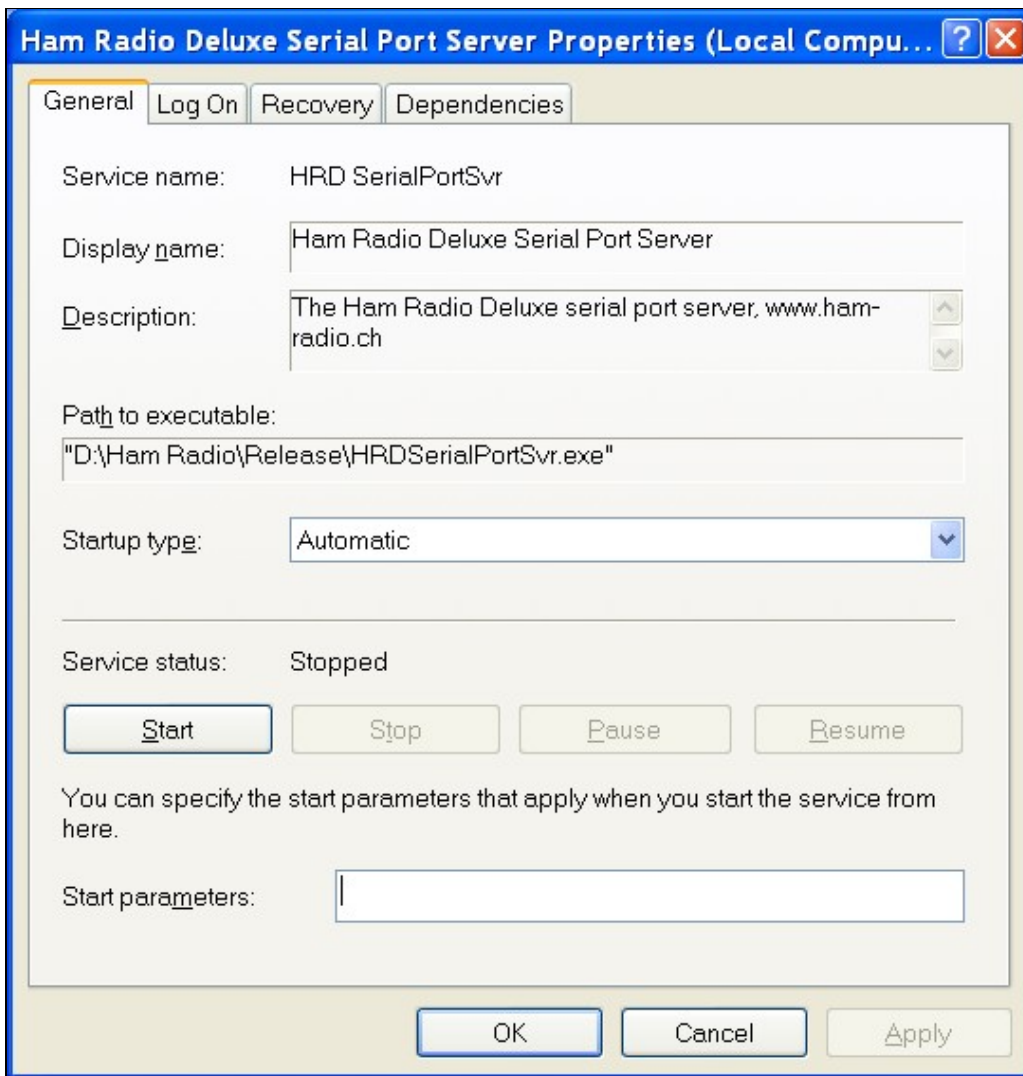 Ham Radio Deluxe Serial Port Server Properties (Local Compu...
General Log On Recovery Dependencies
Service name: HRD SerialPortSvr
Display name: Ham Radio Deluxe Serial Port Server
Description: The Ham Radio Deluxe serial port server, www.ham-
radio.ch
Path to executable:
"D:\Ham Radio\Release\HRDSerialPortSvr.exe"
Startup type: Automatic
Service status: Stopped
Start Stop Pause Resume
You can specify the start parameters that apply when you start the service from
here.
Start parameters:
OK Cancel Apply